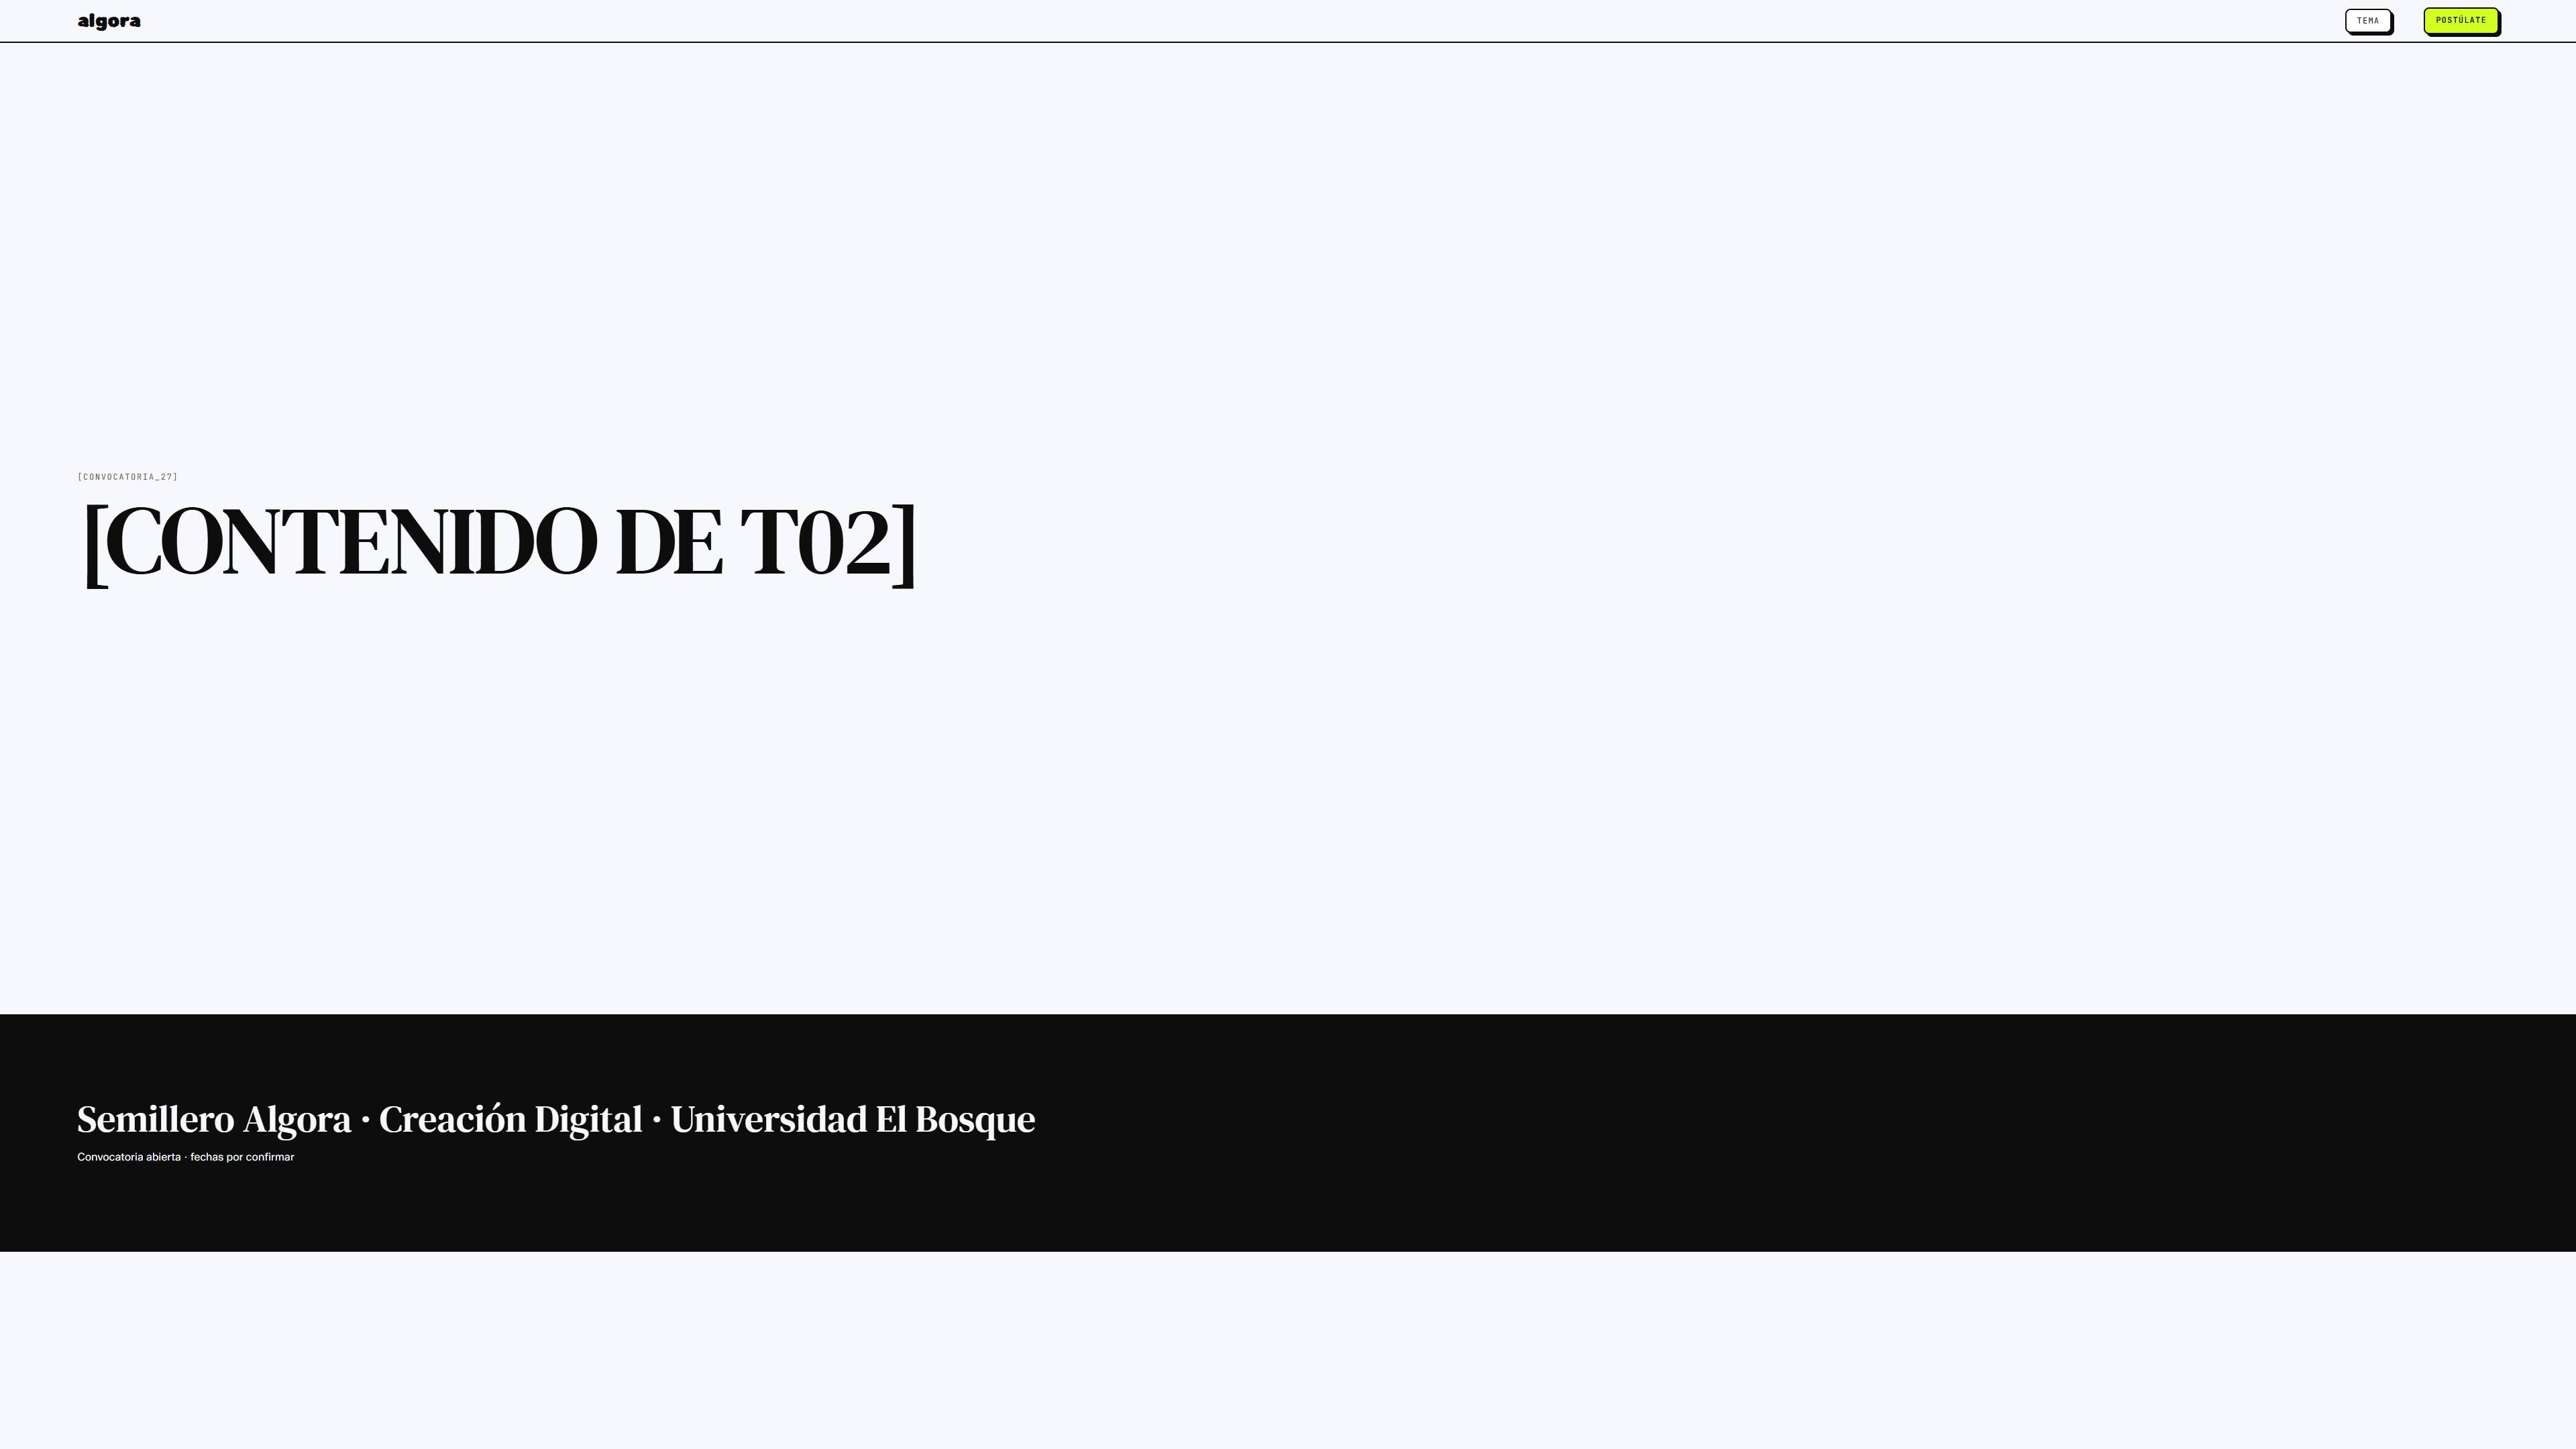 algora
TEMA
POSTÚLATE
[CONVOCATORIA_27]
[CONTENIDO DE T02]
Semillero Algora · Creación Digital · Universidad El Bosque
Convocatoria abierta · fechas por confirmar